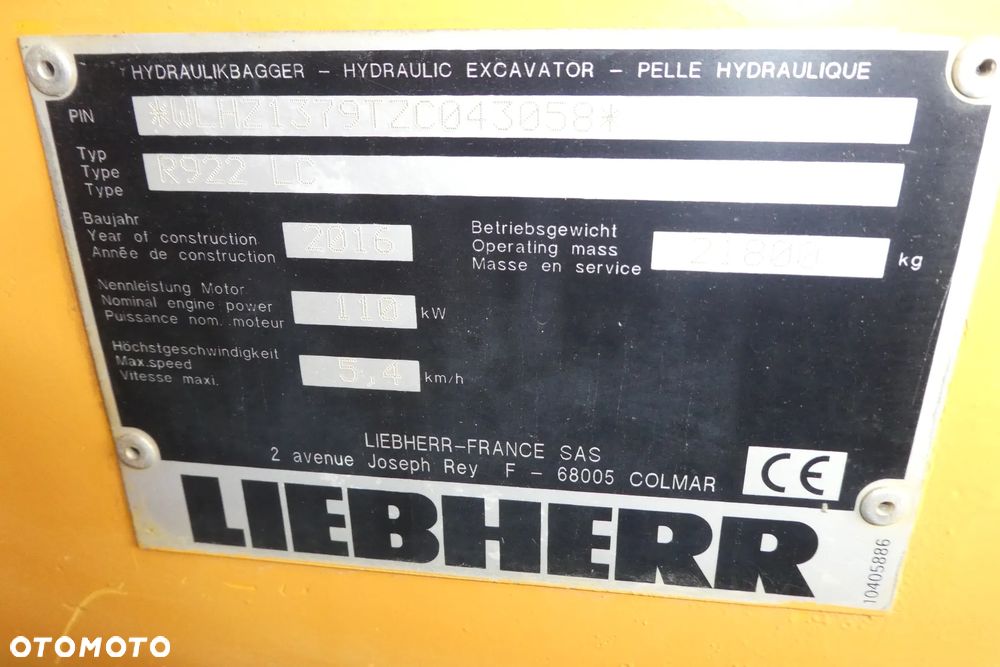 HYDRAULIKBAGGER – HYDRAULIC EXCAVATOR – PELLE HYDRAULIQUE
PIN *WLHZ1379TZC043058*
Typ
Type R922 LC
Type
Baujahr
Year of construction 2016
Année de construction
Betriebsgewicht
Operating mass 21800 kg
Masse en service
Nennleistung Motor
Nominal engine power 110 kW
Puissance nom. moteur
Höchstgeschwindigkeit
Max.speed 5,4 km/h
Vitesse maxi.
LIEBHERR–FRANCE SAS
2 avenue Joseph Rey F – 68005 COLMAR
CE
LIEBHERR
10405886
OTOMOTO